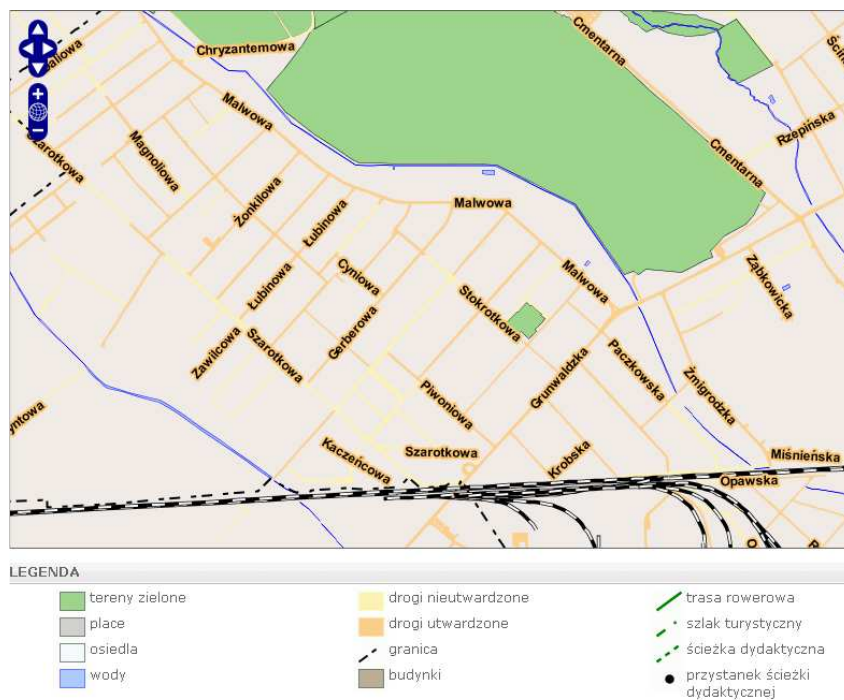 Chryzantemowa
Cmentarna
Malwowa
Magnoliowa
Rzepińska
Cmentarna
Żonkilowa
Łubinowa
Malwowa
Cyniowa
Łubinowa
Malwowa
Ząbkowicka
Stokrotkowa
Gerberowa
Szarotkowa
Zawilcowa
Grunwaldzka
Paczkowska
Żmigrodzka
Piwoniowa
Szarotkowa
Kaczeńcowa
Krobska
Miśnieńska
Opawska
LEGENDA
tereny zielone
drogi nieutwardzone
trasa rowerowa
place
drogi utwardzone
szlak turystyczny
osiedla
granica
ścieżka dydaktyczna
wody
budynki
przystanek ścieżki
dydaktycznej